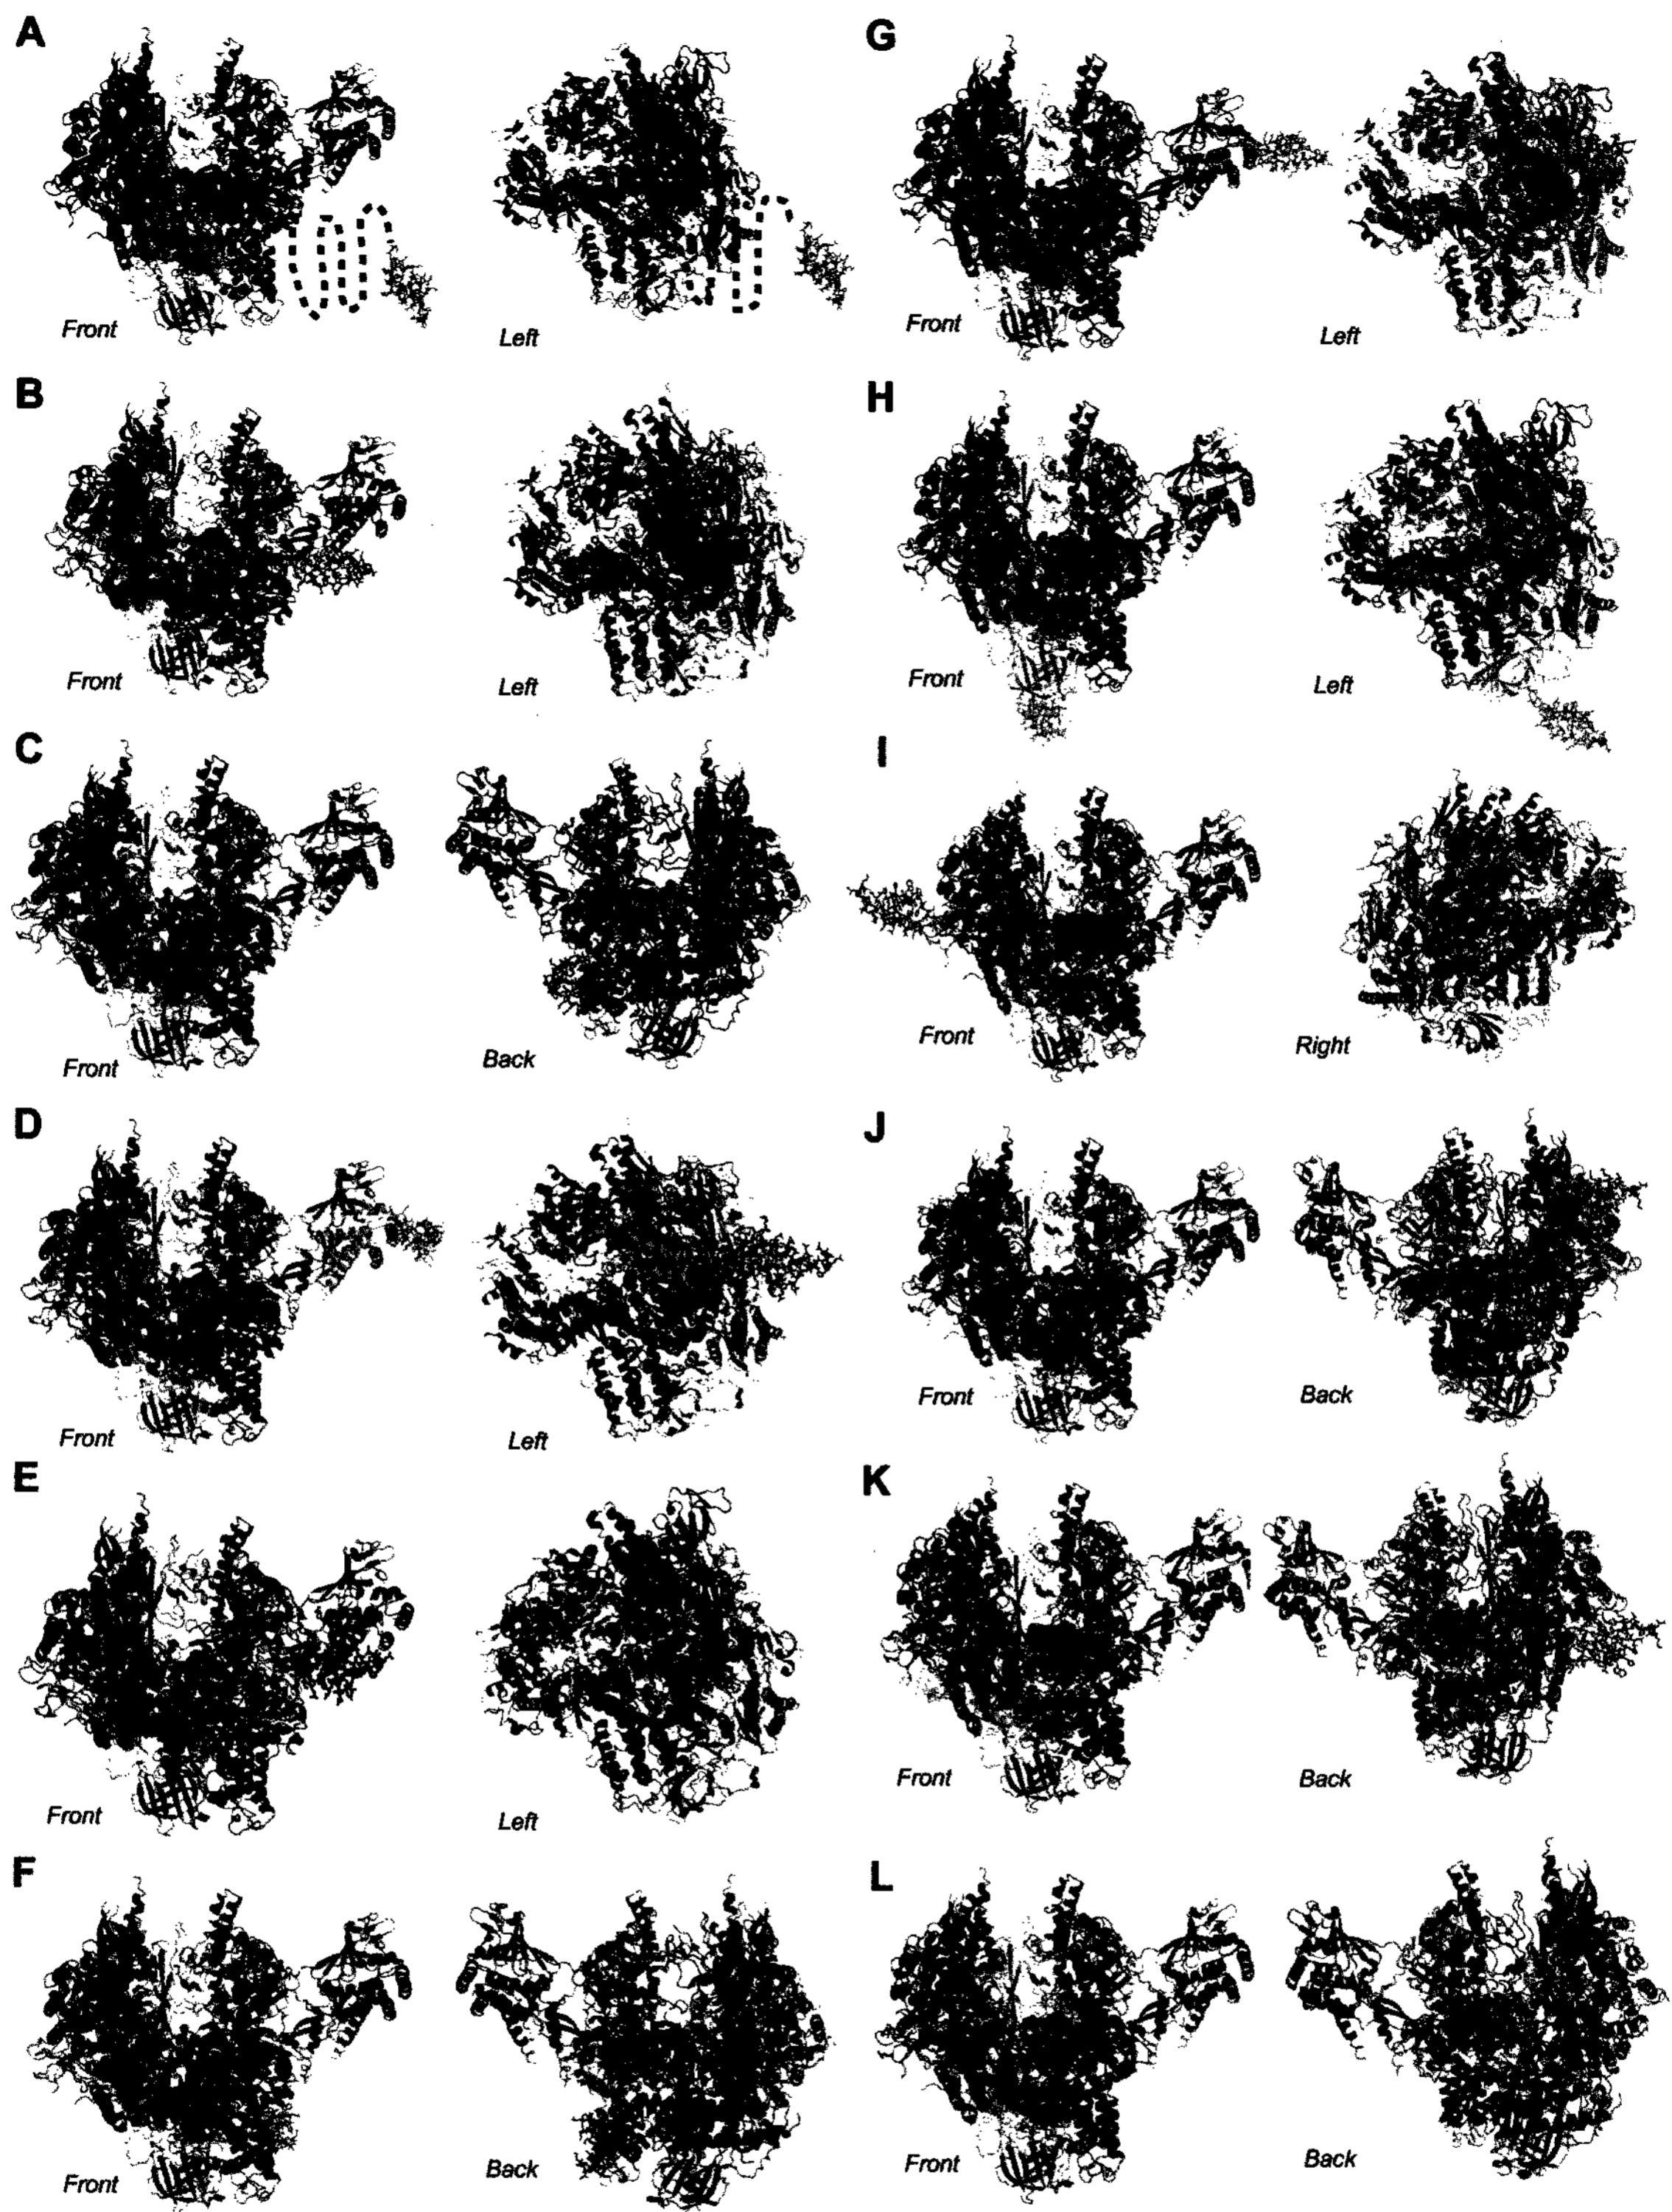 A
Front
Left
B
Front
Left
C
Front
Back
D
Front
Left
E
Front
Left
F
Front
Back
G
Front
Left
H
Front
Left
I
Front
Right
J
Front
Back
K
Front
Back
L
Front
Back